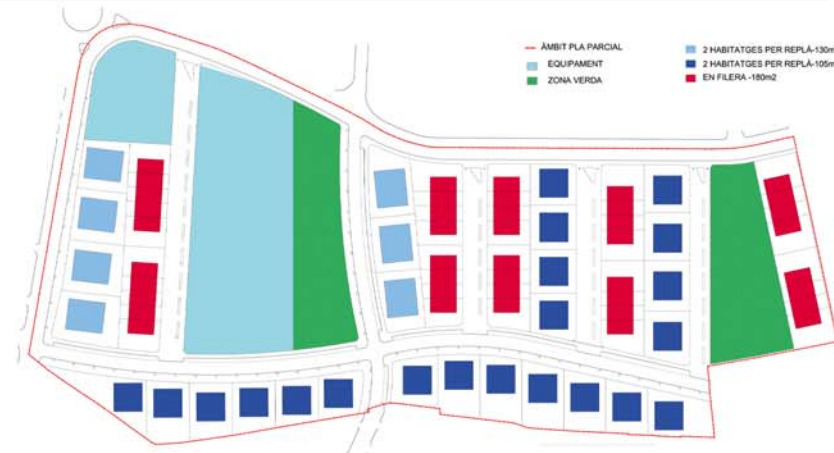 ÀMBIT PLA PARCIAL
EQUIPAMENT
ZONA VERDA
2 HABITATGES PER REPLÀ-130m
2 HABITATGES PER REPLÀ-105m
EN FILERA -180m2